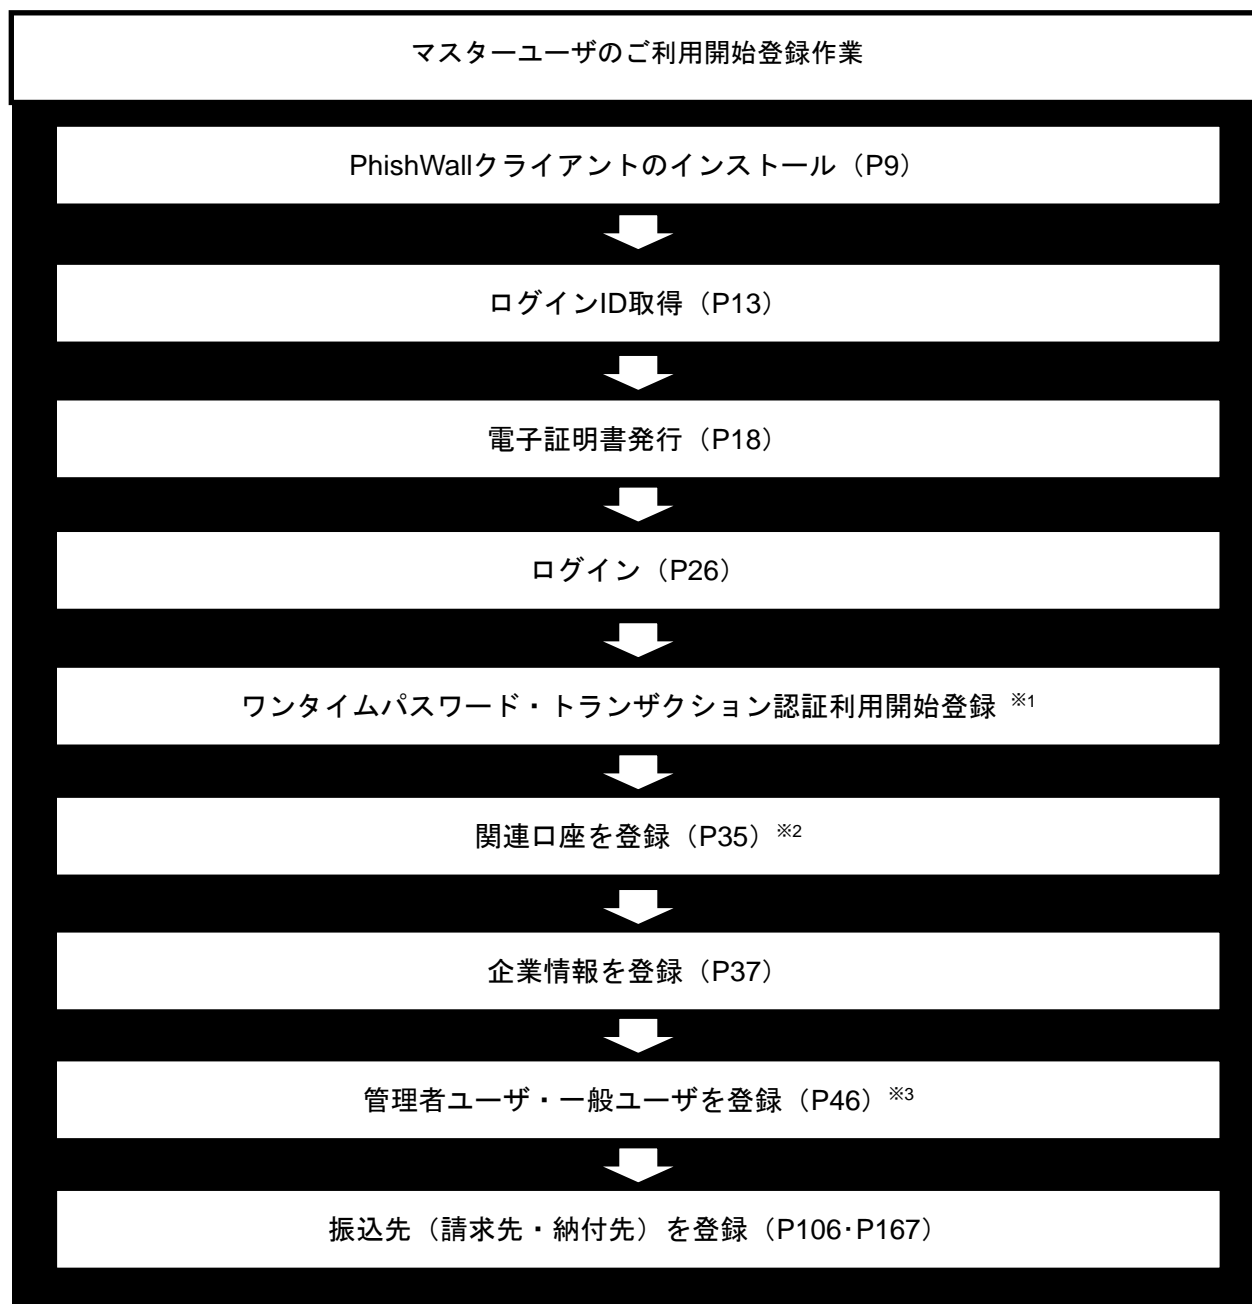 マスターユーザのご利用開始登録作業
PhishWallクライアントのインストール（P9）
ログインID取得（P13）
電子証明書発行（P18）
ログイン（P26）
ワンタイムパスワード・トランザクション認証利用開始登録 ※1
関連口座を登録（P35）※2
企業情報を登録（P37）
管理者ユーザ・一般ユーザを登録（P46）※3
振込先（請求先・納付先）を登録（P106･P167）